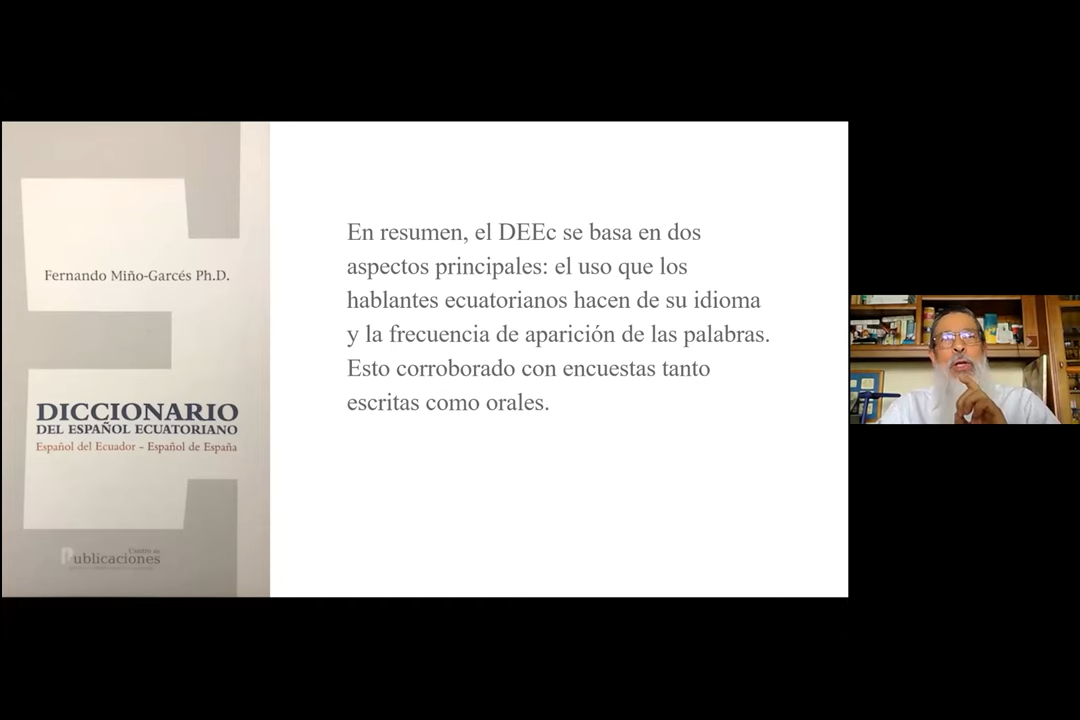 Fernando Miño-Garcés Ph.D.
DICCIONARIO
DEL ESPAÑOL ECUATORIANO
Español del Ecuador - Español de España
Centro de
Publicaciones
En resumen, el DEEc se basa en dos
aspectos principales: el uso que los
hablantes ecuatorianos hacen de su idioma
y la frecuencia de aparición de las palabras.
Esto corroborado con encuestas tanto
escritas como orales.